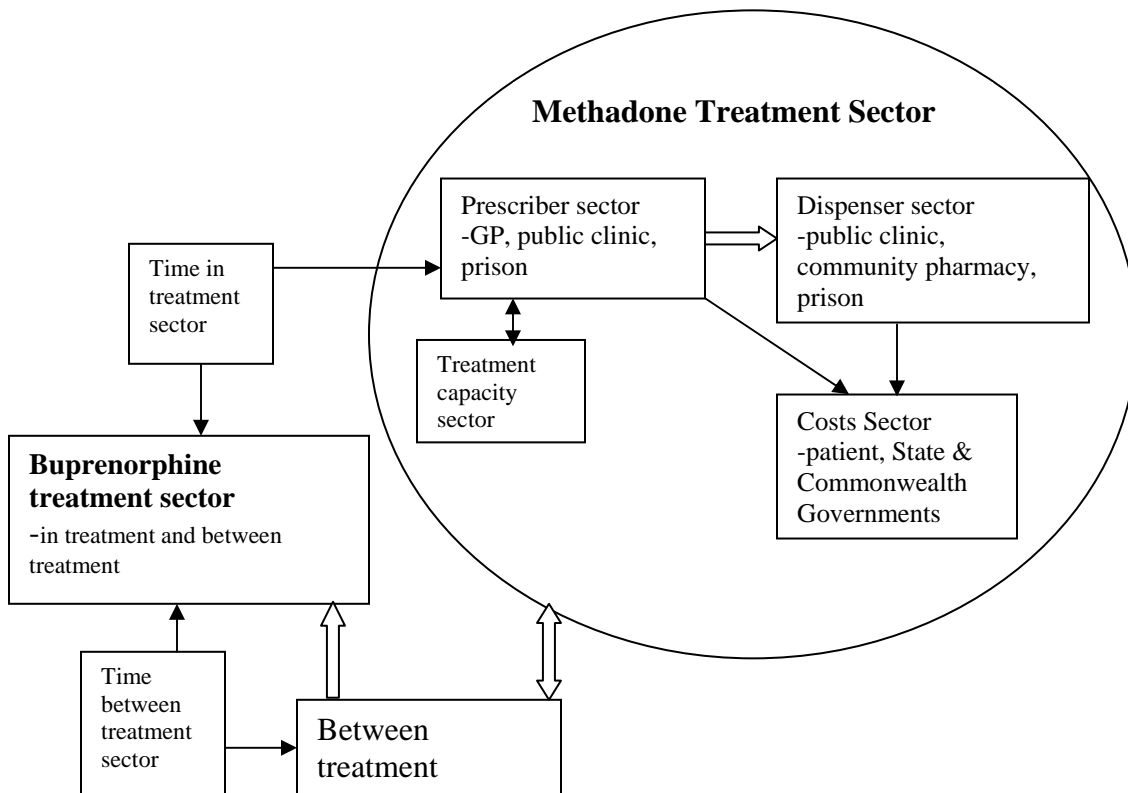 Methadone Treatment Sector
Prescriber sector
-GP, public clinic,
prison
Dispenser sector
-public clinic,
community pharmacy,
prison
Time in
treatment
sector
Treatment
capacity
sector
Costs Sector
-patient, State &
Commonwealth
Governments
Buprenorphine
treatment sector
-in treatment and between
treatment
Time
between
treatment
sector
Between
treatment